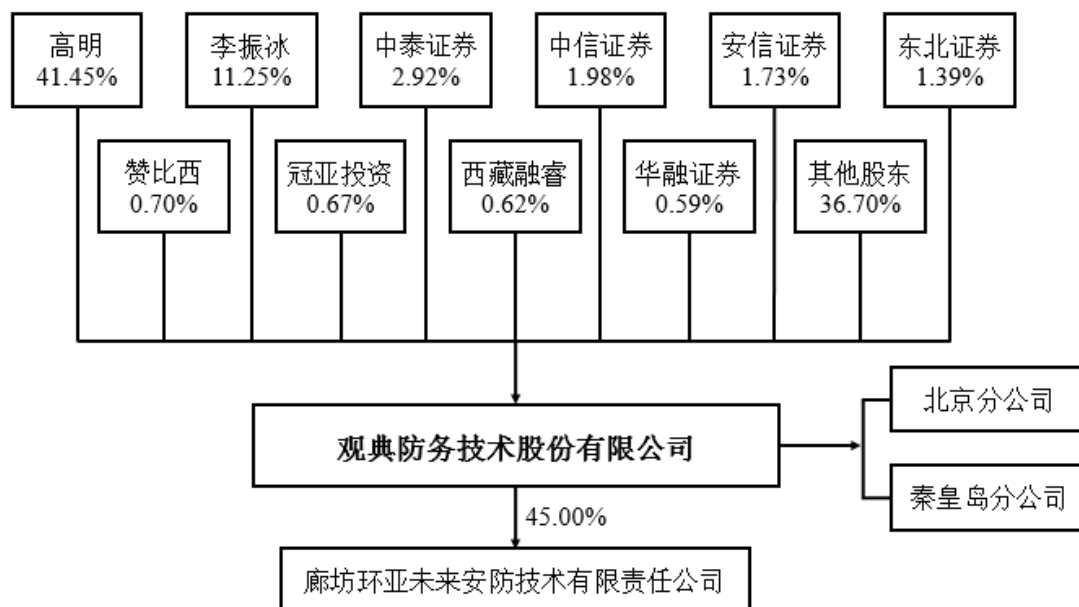 高明
41.45%
李振冰
11.25%
中泰证券
2.92%
中信证券
1.98%
安信证券
1.73%
东北证券
1.39%
赞比西
0.70%
冠亚投资
0.67%
西藏融睿
0.62%
华融证券
0.59%
其他股东
36.70%
北京分公司
观典防务技术股份有限公司
秦皇岛分公司
45.00%
廊坊环亚未来安防技术有限责任公司